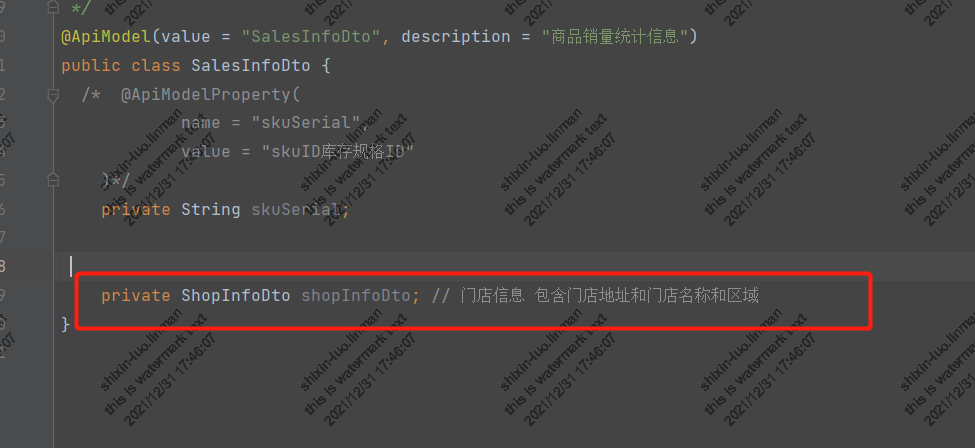 */
@ApiModel(value = "SalesInfoDto", description = "商品销量统计信息")
public class SalesInfoDto {
/*  @ApiModelProperty(
name = "skuSerial",
value = "skuID库存规格ID"
)*/
private String skuSerial;
private ShopInfoDto shopInfoDto; // 门店信息 包含门店地址和门店名称和区域
}
shixin-luo.linman
this is watermark text
2021/12/31 17:46:07